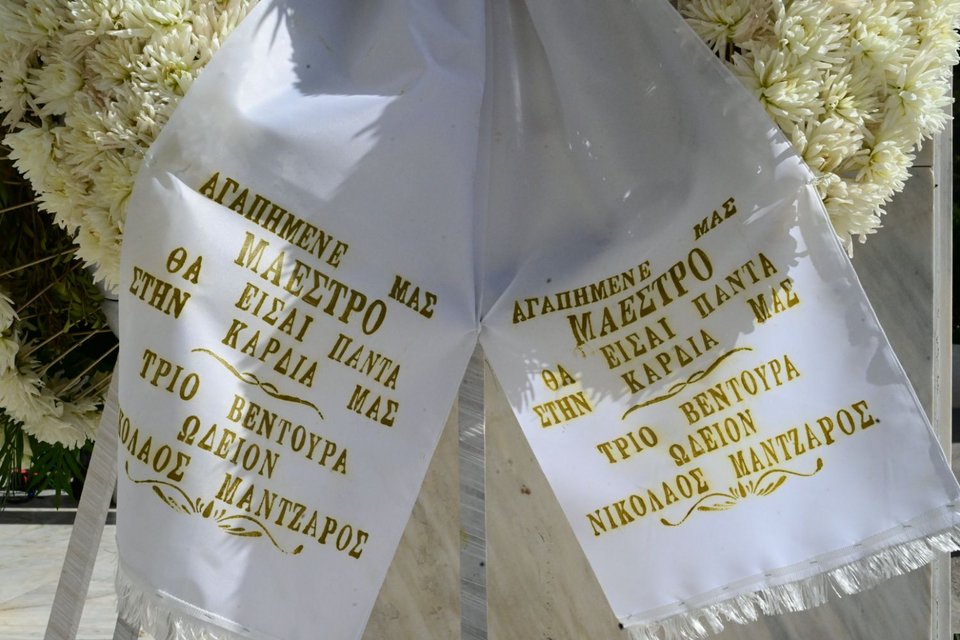 ΑΓΑΠΗΜΕΝΕ ΜΑΣ
ΜΑΕΣΤΡΟ
ΘΑ ΕΙΣΑΙ ΠΑΝΤΑ
ΣΤΗΝ ΚΑΡΔΙΑ ΜΑΣ
ΤΡΙΟ ΒΕΝΤΟΥΡΑ
ΩΔΕΙΟΝ
ΚΟΛΑΟΣ ΜΑΝΤΖΑΡΟΣ
ΑΓΑΠΗΜΕΝΕ ΜΑΣ
ΜΑΕΣΤΡΟ
ΘΑ ΕΙΣΑΙ ΠΑΝΤΑ
ΣΤΗΝ ΚΑΡΔΙΑ ΜΑΣ
ΤΡΙΟ ΒΕΝΤΟΥΡΑ
ΩΔΕΙΟΝ
ΝΙΚΟΛΑΟΣ ΜΑΝΤΖΑΡΟΣ.